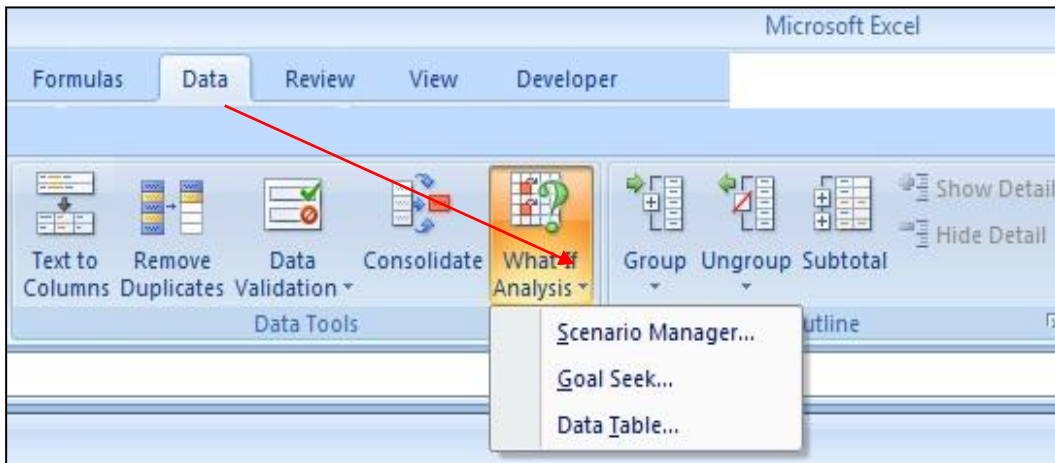 Microsoft Excel
Formulas Data Review View Developer
Text to Columns
Remove Duplicates
Data Validation
Consolidate
What-If Analysis
Group
Ungroup
Subtotal
Show Detail
Hide Detail
Data Tools
utline
Scenario Manager...
Goal Seek...
Data Table...